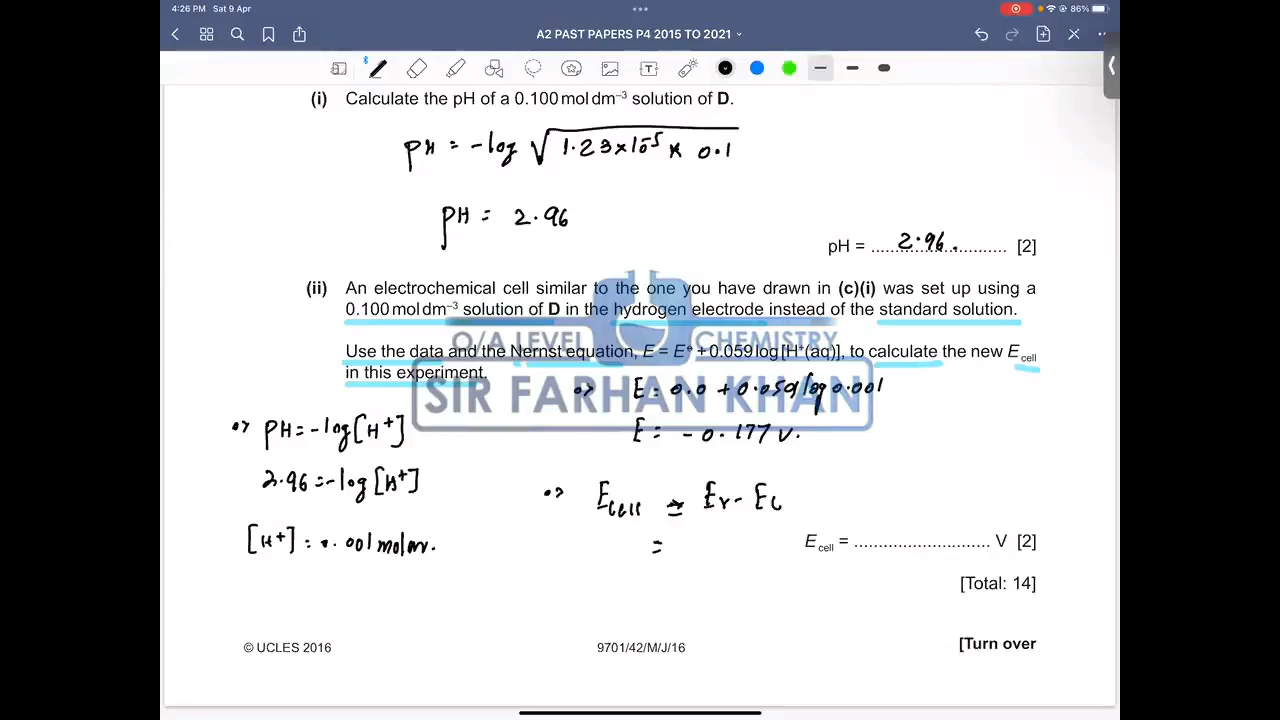 4:26 PM Sat 9 Apr
86%
A2 PAST PAPERS P4 2015 TO 2021
(i) Calculate the pH of a 0.100 mol dm⁻³ solution of D.
pH = -log √1.23×10⁻⁵ × 0.1
pH = 2.96
pH = ....2.96.... [2]
(ii) An electrochemical cell similar to the one you have drawn in (c)(i) was set up using a
0.100 mol dm⁻³ solution of D in the hydrogen electrode instead of the standard solution.
O/A LEVEL CHEMISTRY
SIR FARHAN KHAN
Use the data and the Nernst equation, E = E⦵ + 0.059 log [H⁺(aq)], to calculate the new E cell
in this experiment.
⇒ E = 0.0 + 0.059 log 0.001
⇒ pH = -log [H⁺]
E = - 0.177 V.
2.96 = -log [H⁺]
⇒ Ecell = Er - El
[H⁺] = 0.001 molar.
=
E cell = ............................ V [2]
[Total: 14]
© UCLES 2016
9701/42/M/J/16
[Turn over